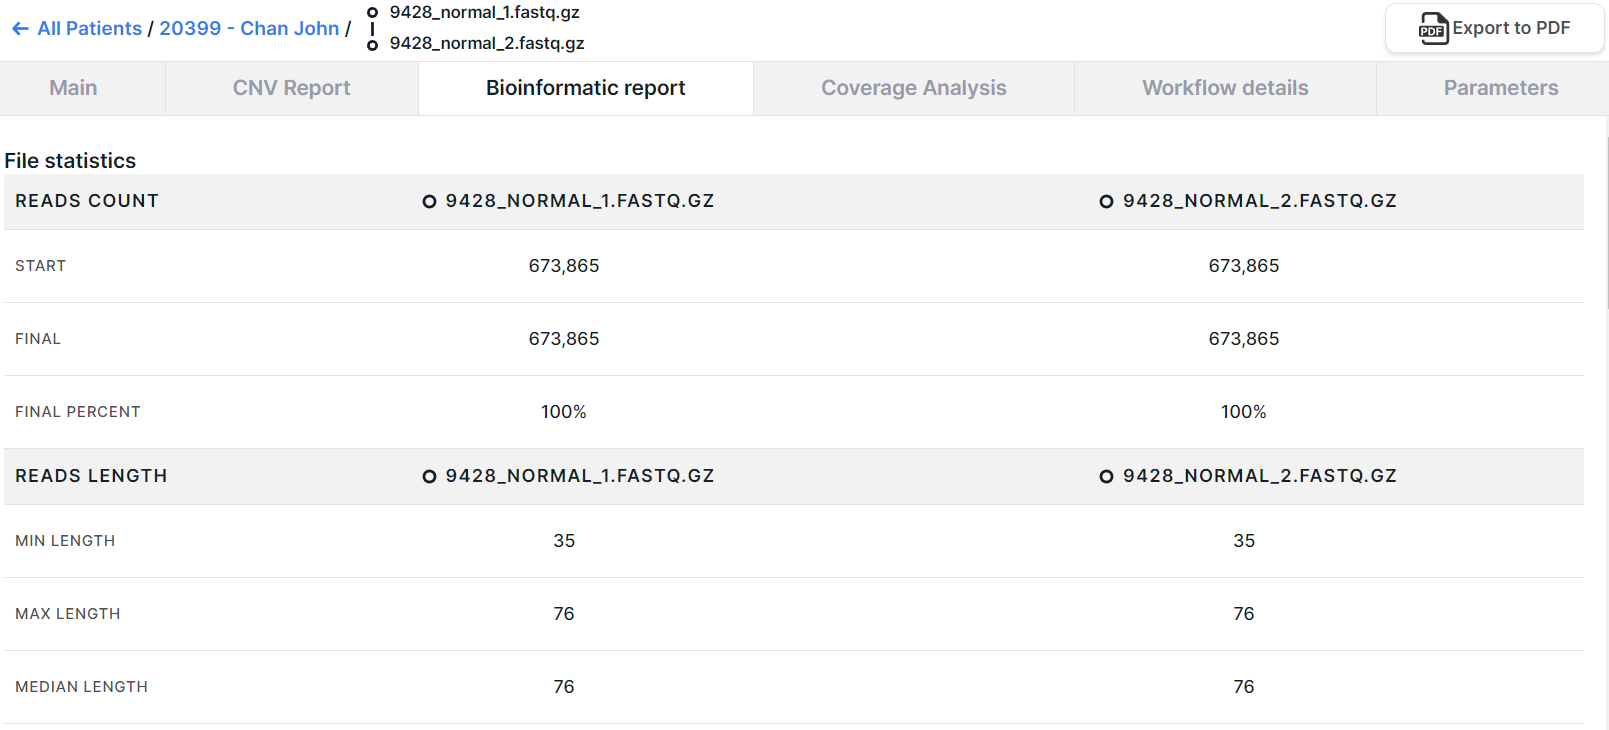 9428_normal_1.fastq.gz
← All Patients / 20399 - Chan John /
9428_normal_2.fastq.gz
PDF Export to PDF
Main CNV Report Bioinformatic report Coverage Analysis Workflow details Parameters
File statistics
READS COUNT 9428_NORMAL_1.FASTQ.GZ 9428_NORMAL_2.FASTQ.GZ
START 673,865 673,865
FINAL 673,865 673,865
FINAL PERCENT 100% 100%
READS LENGTH 9428_NORMAL_1.FASTQ.GZ 9428_NORMAL_2.FASTQ.GZ
MIN LENGTH 35 35
MAX LENGTH 76 76
MEDIAN LENGTH 76 76